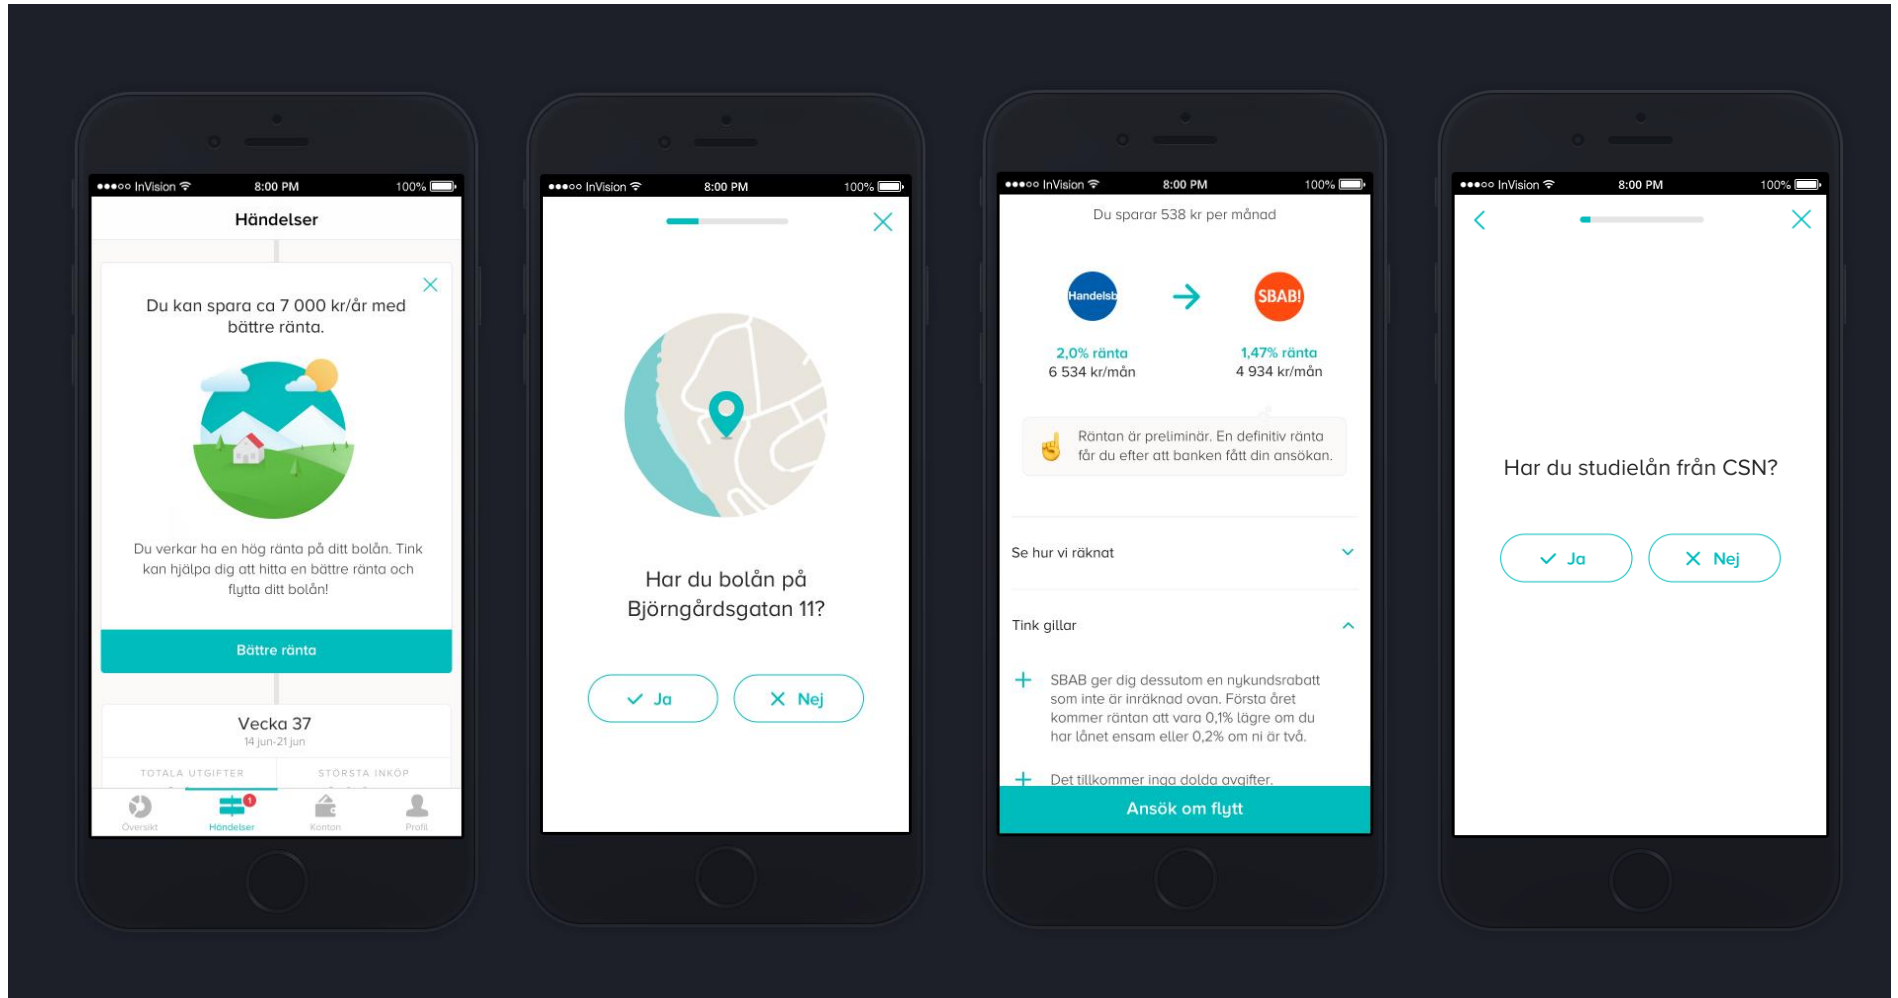 InVision 8:00 PM 100%
Händelser
Du kan spara ca 7 000 kr/år med
bättre ränta.
Du verkar ha en hög ränta på ditt bolån. Tink
kan hjälpa dig att hitta en bättre ränta och
flytta ditt bolån!
Bättre ränta
Vecka 37
14 jun-21 jun
TOTALA UTGIFTER STÖRSTA INKÖP
1
Översikt Händelser Konton Profil
InVision 8:00 PM 100%
Har du bolån på
Björngårdsgatan 11?
Ja Nej
InVision 8:00 PM 100%
Du sparar 538 kr per månad
Handelsb SBAB!
2,0% ränta 1,47% ränta
6 534 kr/mån 4 934 kr/mån
Räntan är preliminär. En definitiv ränta
får du efter att banken fått din ansökan.
Se hur vi räknat
Tink gillar
SBAB ger dig dessutom en nykundsrabatt
som inte är inräknad ovan. Första året
kommer räntan att vara 0,1% lägre om du
har lånet ensam eller 0,2% om ni är två.
Det tillkommer inga dolda avgifter.
Ansök om flytt
InVision 8:00 PM 100%
Har du studielån från CSN?
Ja Nej